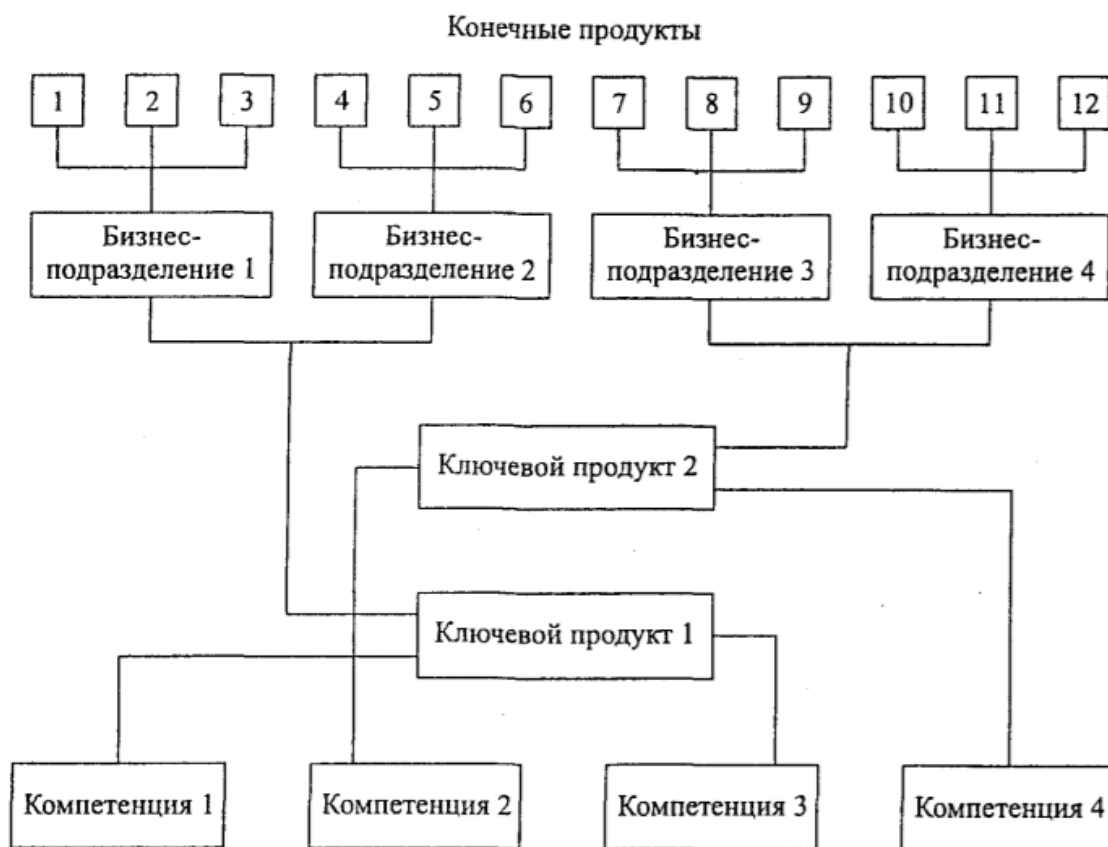 Конечные продукты
1 2 3 4 5 6 7 8 9 10 11 12
Бизнес-
подразделение 1
Бизнес-
подразделение 2
Бизнес-
подразделение 3
Бизнес-
подразделение 4
Ключевой продукт 2
Ключевой продукт 1
Компетенция 1
Компетенция 2
Компетенция 3
Компетенция 4